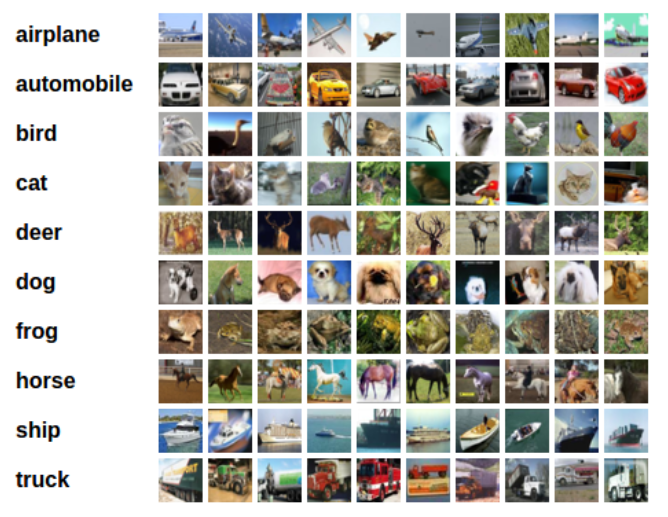 airplane
automobile
bird
cat
deer
dog
frog
horse
ship
truck